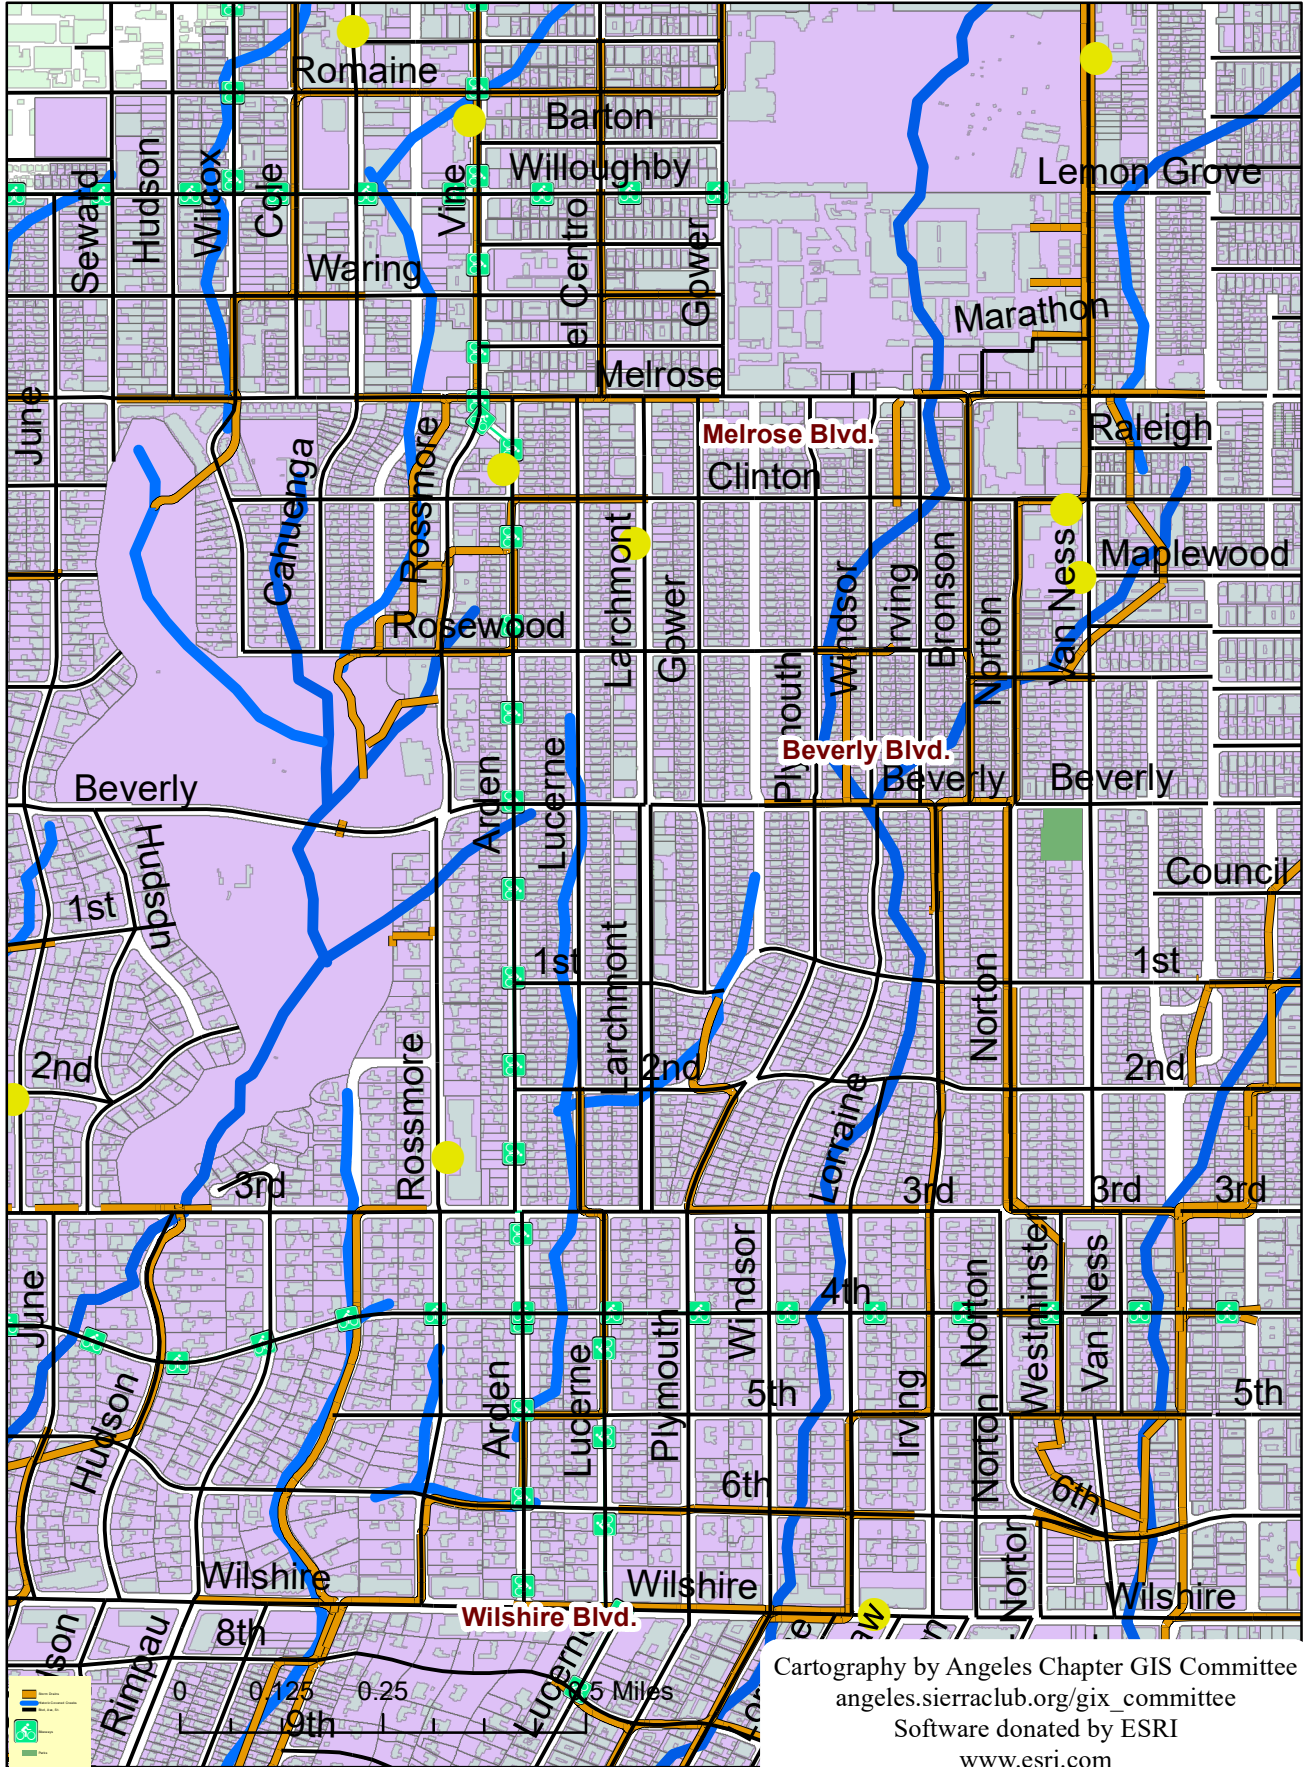 Romaine
Barton
Willoughby
Lemon Grove
Seward
Hudson
Wilcox
Cole
Vine
el Centro
Gower
Waring
Marathon
Melrose
June
Cahuenga
Rossmore
Melrose Blvd.
Raleigh
Clinton
Larchmont
Gower
Maplewood
Van Ness
Windsor
Irving
Bronson
Norton
Rosewood
Plymouth
Beverly Blvd.
Beverly
Beverly
Beverly
Arden
Lucerne
Hudson
Council
1st
1st
1st
Larchmont
Norton
2nd
2nd
2nd
Rossmore
Lorraine
3rd
3rd
3rd
3rd
June
Windsor
4th
Norton
Westminster
Van Ness
Hudson
Arden
Lucerne
Plymouth
5th
Irving
Norton
5th
6th
6th
Norton
Wilshire
Wilshire
Wilshire
Wilshire Blvd.
8th
Rimpau
Lucerne
0 0.125 0.25 0.5 Miles
9th
Cartography by Angeles Chapter GIS Committee
angeles.sierraclub.org/gix_committee
Software donated by ESRI
www.esri.com